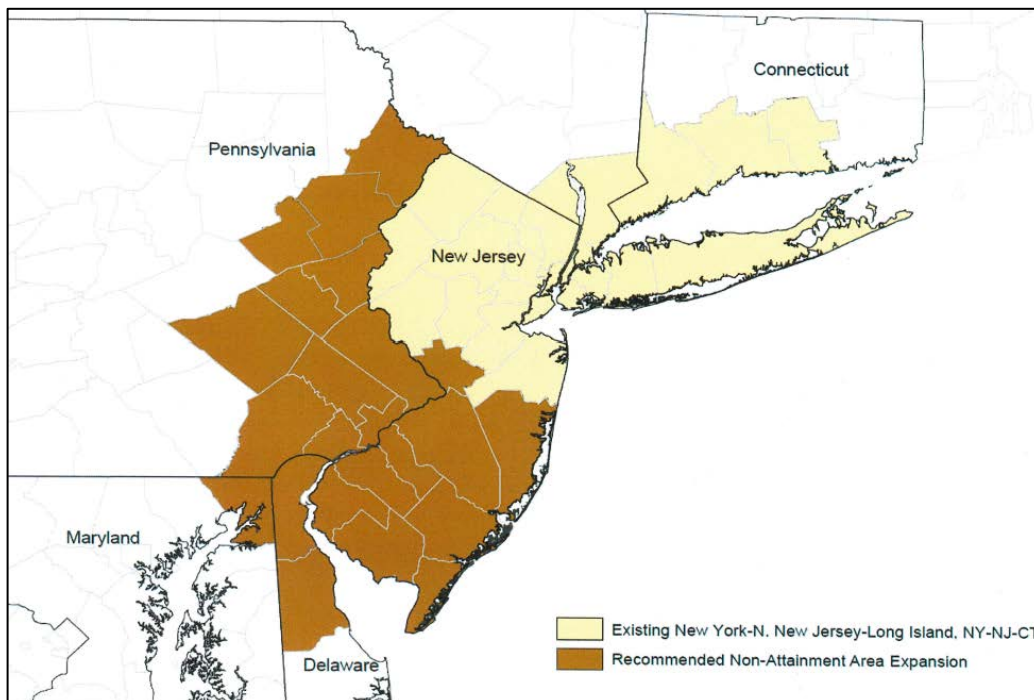 Connecticut
Pennsylvania
New Jersey
Maryland
Delaware
Existing New York-N. New Jersey-Long Island, NY-NJ-CT
Recommended Non-Attainment Area Expansion